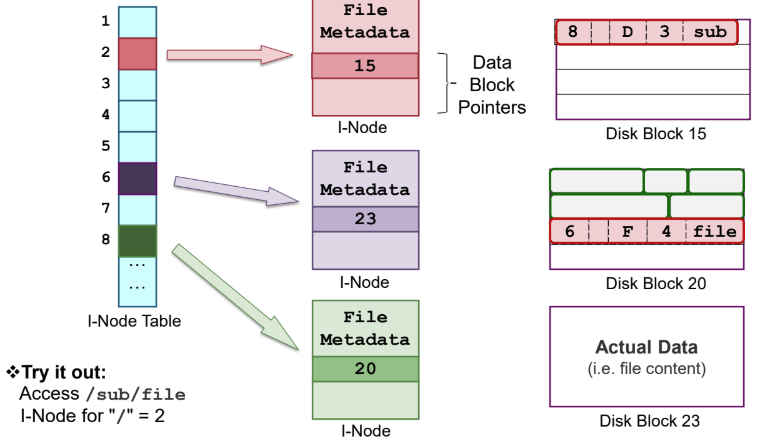 1
2
3
4
5
6
7
8
...
...
I-Node Table
File
Metadata
15
I-Node
Data
Block
Pointers
File
Metadata
23
I-Node
File
Metadata
20
I-Node
8 D 3 sub
Disk Block 15
6 F 4 file
Disk Block 20
Actual Data
(i.e. file content)
Disk Block 23
❖Try it out:
Access /sub/file
I-Node for "/" = 2